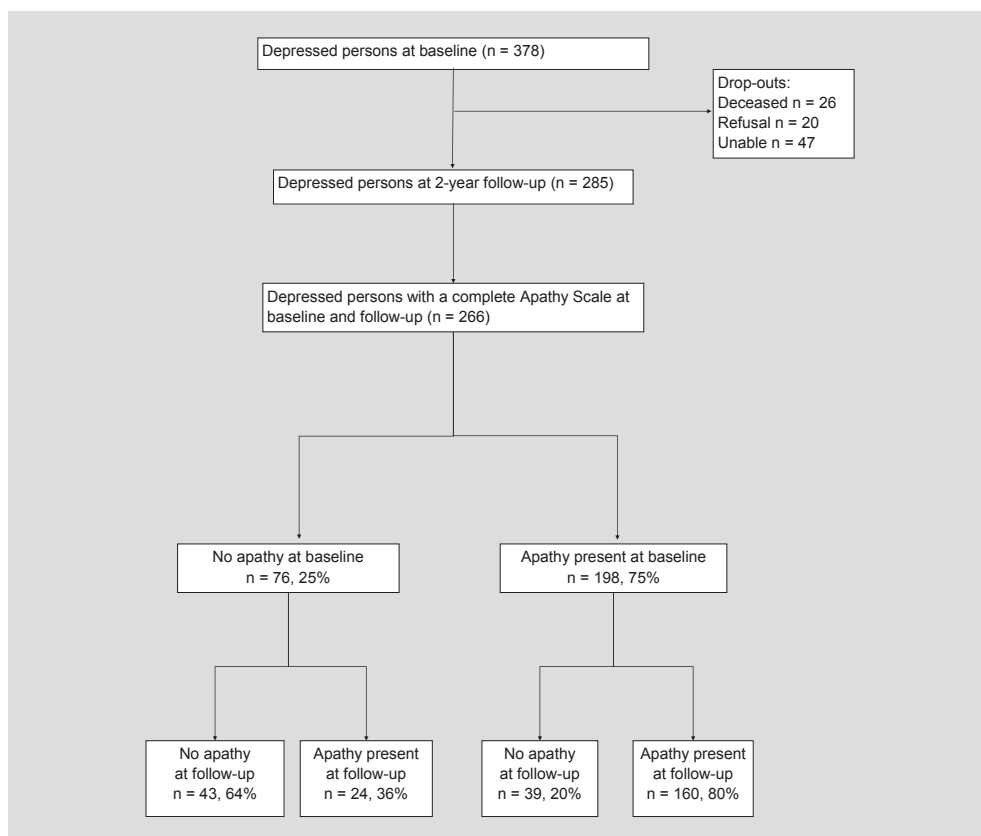 Depressed persons at baseline (n = 378)
Drop-outs:
Deceased n = 26
Refusal n = 20
Unable n = 47
Depressed persons at 2-year follow-up (n = 285)
Depressed persons with a complete Apathy Scale at
baseline and follow-up (n = 266)
No apathy at baseline
n = 76, 25%
Apathy present at baseline
n = 198, 75%
No apathy
at follow-up
n = 43, 64%
Apathy present
at follow-up
n = 24, 36%
No apathy
at follow-up
n = 39, 20%
Apathy present
at follow-up
n = 160, 80%